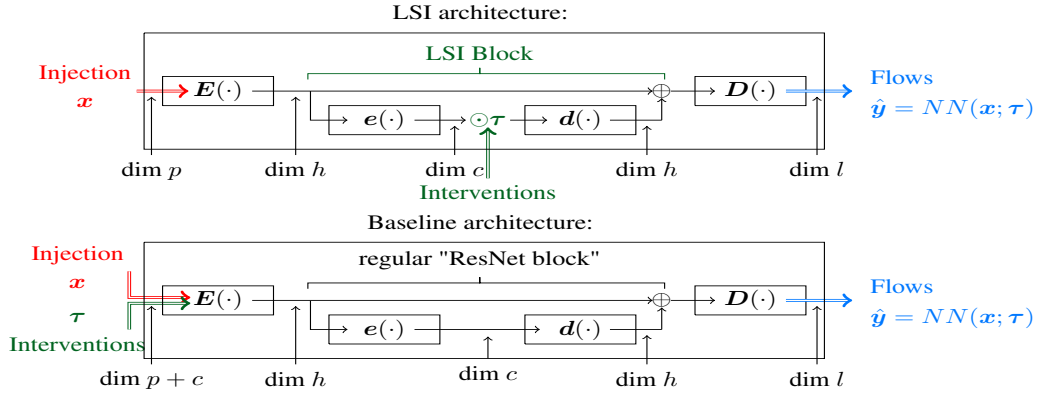 LSI architecture:
LSI Block
Injection
x
E(·)
D(·)
Flows
ŷ = NN(x; τ)
e(·)
⊙τ
d(·)
dim p
dim h
dim c
dim h
dim l
Interventions
Baseline architecture:
regular "ResNet block"
Injection
x
E(·)
D(·)
Flows
ŷ = NN(x; τ)
τ
Interventions
e(·)
d(·)
dim p + c
dim h
dim c
dim h
dim l